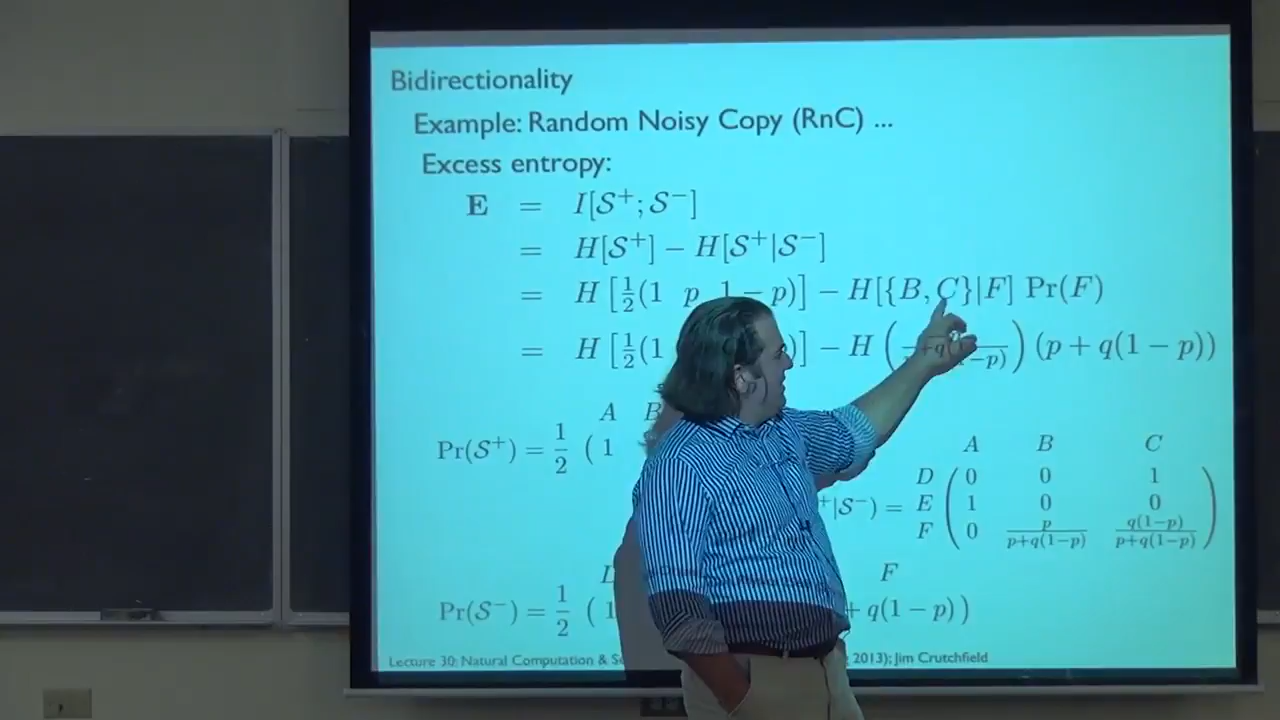 Bidirectionality
Example: Random Noisy Copy (RnC) ...
Excess entropy:
E = I[S⁺; S⁻]
= H[S⁺] − H[S⁺|S⁻]
= H[½(1 p 1 − p)] − H[{B, C}|F] Pr(F)
= H[½(1 )] − H( ) (p + q(1 − p))
A B
Pr(S⁺) = ½ (1
A B C
D 0 0 1
⁺|S⁻) = E 1 0 0
F 0 p/(p+q(1−p)) q(1−p)/(p+q(1−p))
F
Pr(S⁻) = ½ ( 1 + q(1 − p) )
Lecture 30: Natural Computation & 2013); Jim Crutchfield